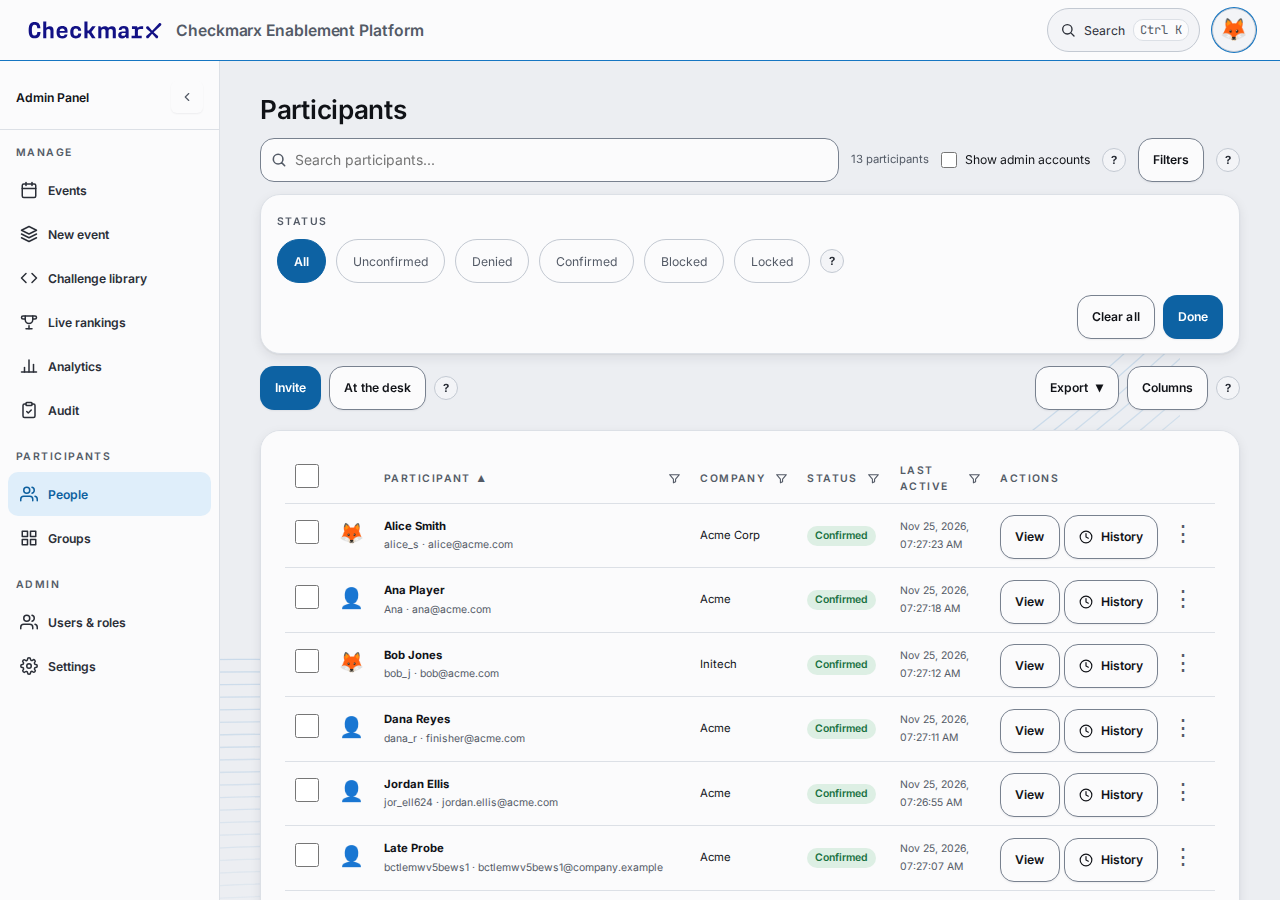 Checkmarx Checkmarx Enablement Platform Search Ctrl K
Admin Panel
MANAGE
Events
New event
Challenge library
Live rankings
Analytics
Audit
PARTICIPANTS
People
Groups
ADMIN
Users & roles
Settings
Participants
Search participants... 13 participants Show admin accounts ? Filters ?
STATUS
All Unconfirmed Denied Confirmed Blocked Locked ?
Clear all Done
Invite At the desk ? Export ▼ Columns ?
PARTICIPANT ▲ COMPANY STATUS LAST ACTIVE ACTIONS
Alice Smith
alice_s · alice@acme.com
Acme Corp Confirmed Nov 25, 2026, 07:27:23 AM View History
Ana Player
Ana · ana@acme.com
Acme Confirmed Nov 25, 2026, 07:27:18 AM View History
Bob Jones
bob_j · bob@acme.com
Initech Confirmed Nov 25, 2026, 07:27:12 AM View History
Dana Reyes
dana_r · finisher@acme.com
Acme Confirmed Nov 25, 2026, 07:27:11 AM View History
Jordan Ellis
jor_ell624 · jordan.ellis@acme.com
Acme Confirmed Nov 25, 2026, 07:26:55 AM View History
Late Probe
bctlemwv5bews1 · bctlemwv5bews1@company.example
Acme Confirmed Nov 25, 2026, 07:27:07 AM View History